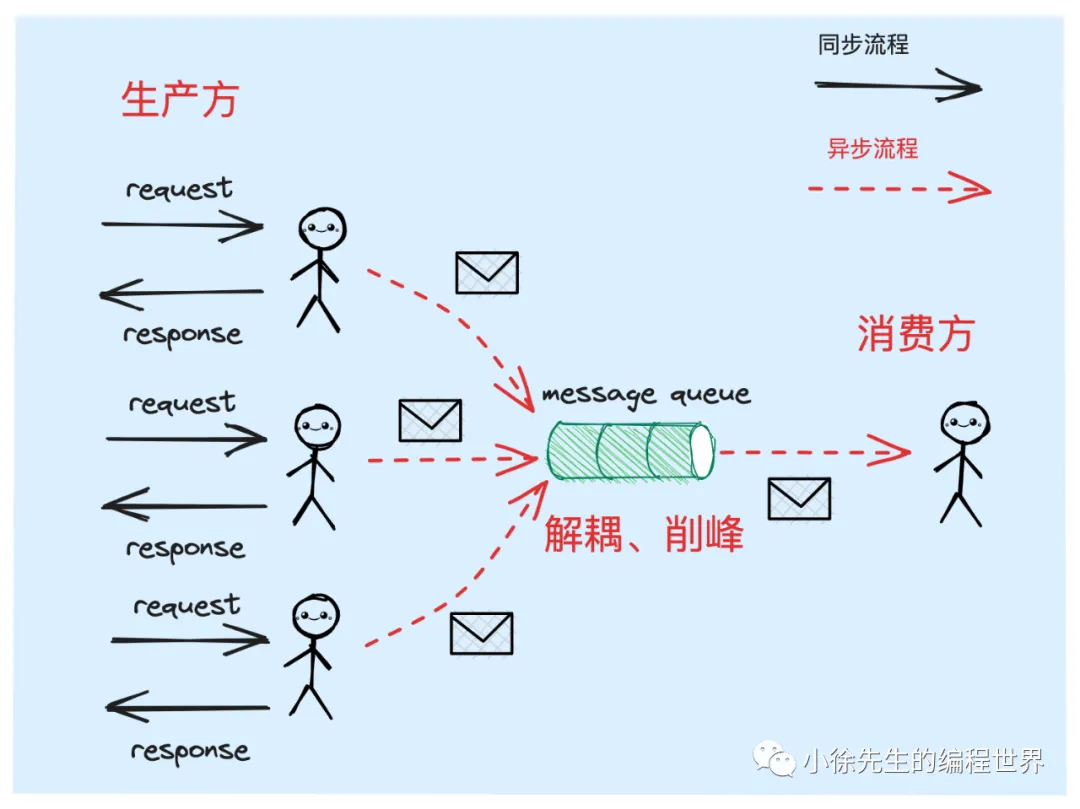 同步流程
生产方
异步流程
request
response
消费方
request
message queue
解耦、削峰
response
request
response
小徐先生的编程世界